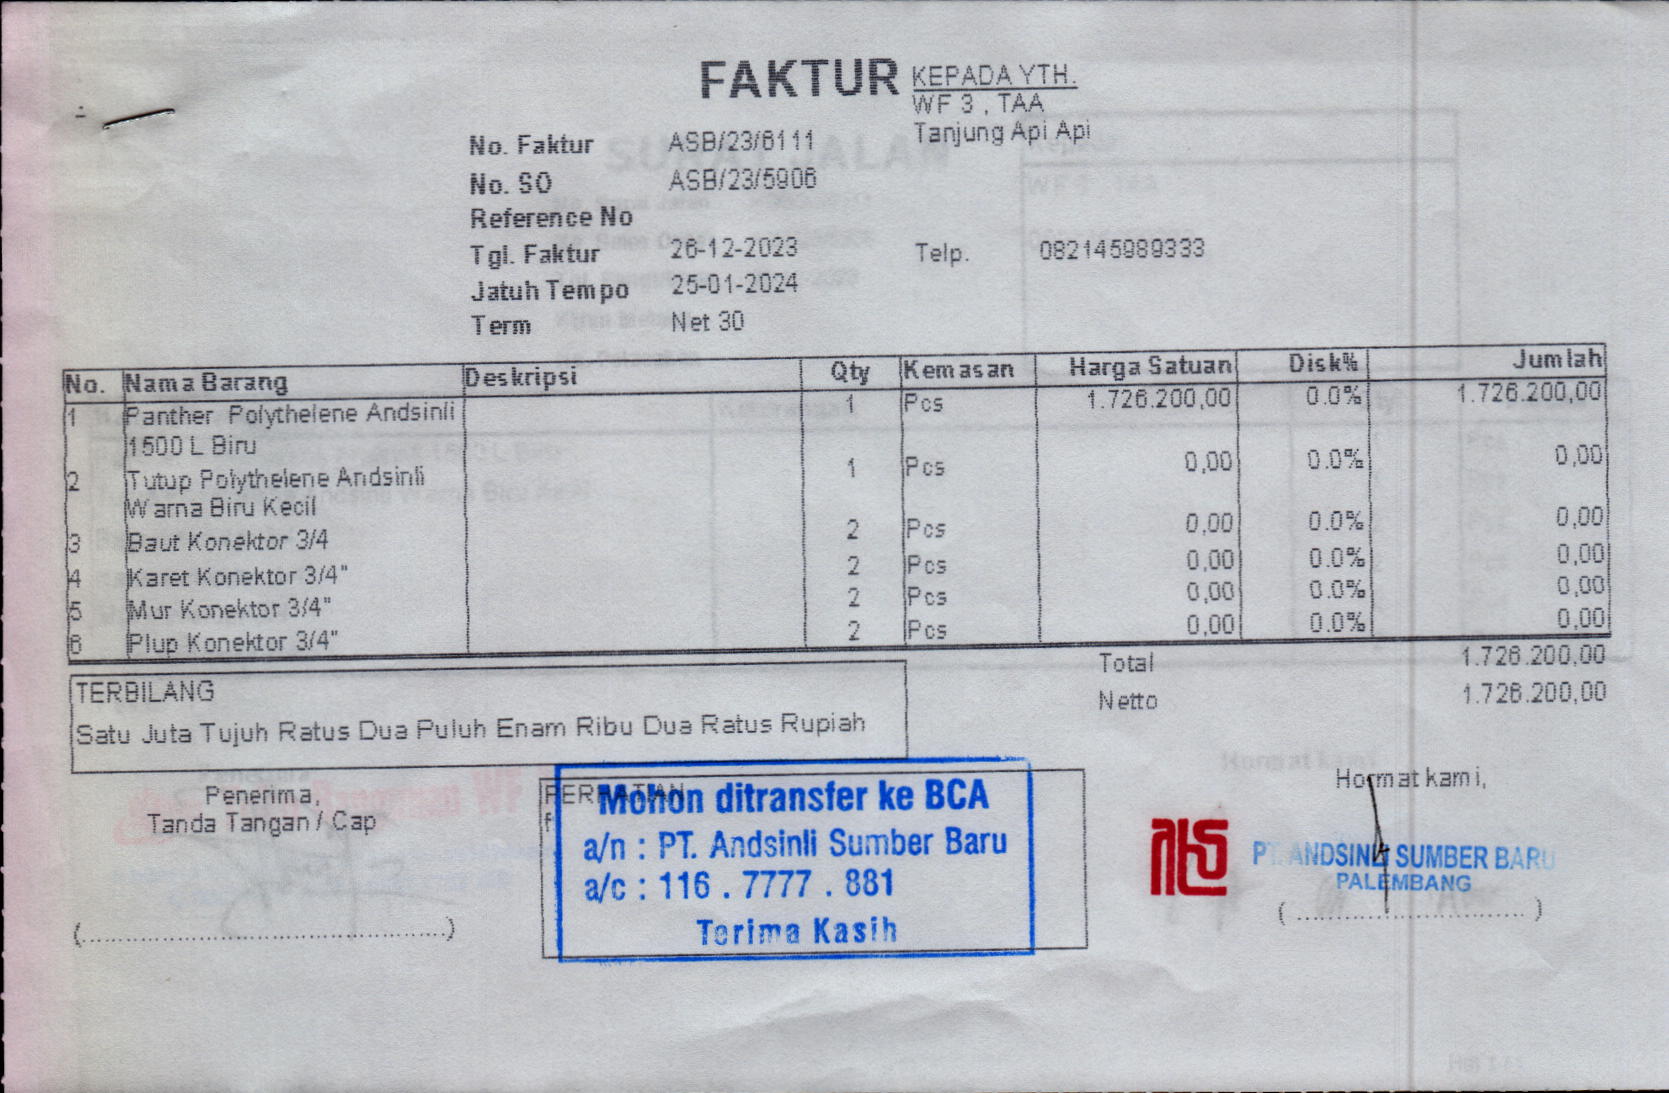 FAKTUR
KEPADA YTH.
WF 3 , TAA
Tanjung Api Api
No. Faktur ASB/23/6111
No. SO ASB/23/5906
Reference No
Tgl. Faktur 26-12-2023
Telp. 082145989333
Jatuh Tempo 25-01-2024
Term Net 30
No. Nama Barang Deskripsi Qty Kemasan Harga Satuan Disk% Jumlah
1 Panther Polythelene Andsinli 1 Pcs 1.726.200,00 0.0% 1.726.200,00
1500 L Biru
2 Tutup Polythelene Andsinli 1 Pcs 0,00 0.0% 0,00
Warna Biru Kecil
3 Baut Konektor 3/4 2 Pcs 0,00 0.0% 0,00
4 Karet Konektor 3/4" 2 Pcs 0,00 0.0% 0,00
5 Mur Konektor 3/4" 2 Pcs 0,00 0.0% 0,00
6 Plup Konektor 3/4" 2 Pcs 0,00 0.0% 0,00
Total 1.726.200,00
Netto 1.726.200,00
TERBILANG
Satu Juta Tujuh Ratus Dua Puluh Enam Ribu Dua Ratus Rupiah
Penerima,
Tanda Tangan / Cap
(............................................)
Mohon ditransfer ke BCA
a/n : PT. Andsinli Sumber Baru
a/c : 116 . 7777 . 881
Terima Kasih
Hormat kami,
PT. ANDSINLI SUMBER BARU
PALEMBANG
(............................)
SURAT JALAN